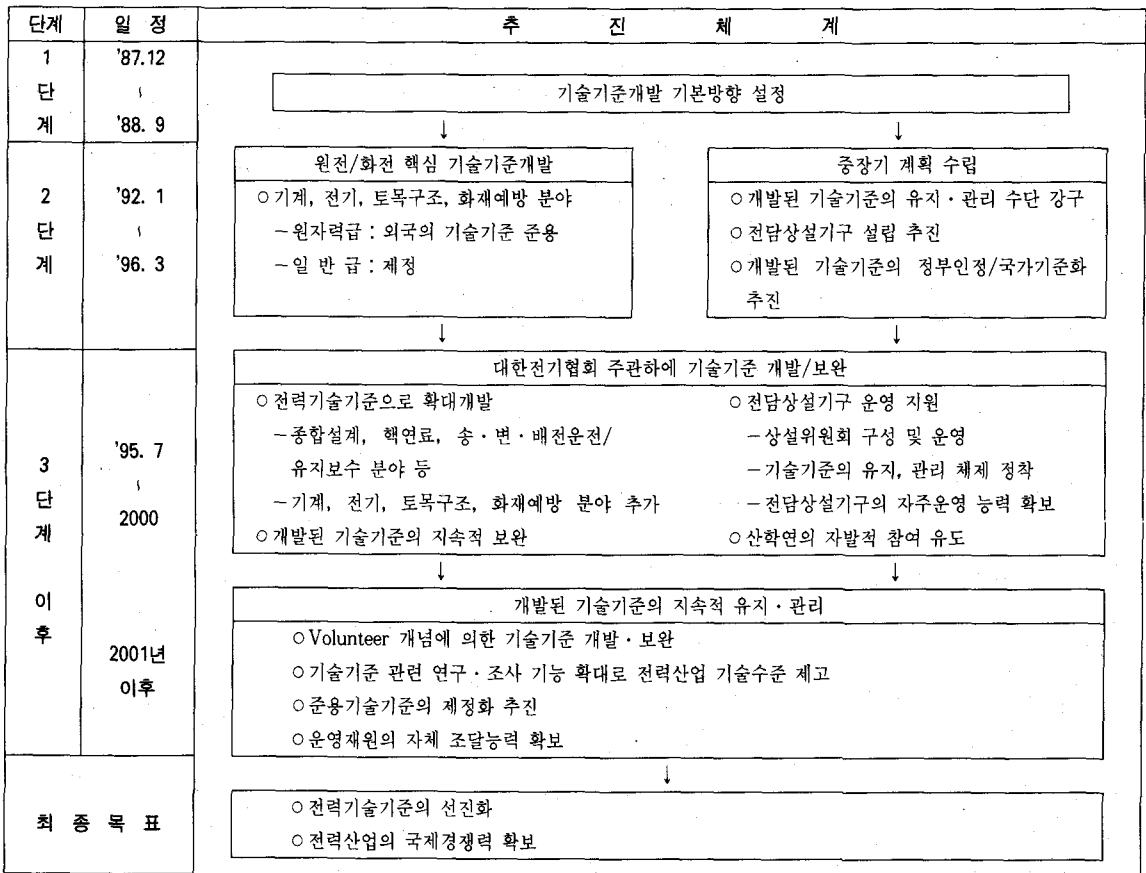 단계 일 정 추 진 체 계
1
단
계
'87.12
~
'88. 9
기술기준개발 기본방향 설정
↓ ↓
2
단
계
'92. 1
~
'96. 3
원전/화전 핵심 기술기준개발
○기계, 전기, 토목구조, 화재예방 분야
-원자력급 : 외국의 기술기준 준용
-일 반 급 : 제정
중장기 계획 수립
○개발된 기술기준의 유지·관리 수단 강구
○전담상설기구 설립 추진
○개발된 기술기준의 정부인정/국가기준화
추진
↓ ↓
3
단
계
이
후
'95. 7
~
2000
대한전기협회 주관하에 기술기준 개발/보완
○전력기술기준으로 확대개발
-종합설계, 핵연료, 송·변·배전운전/
유지보수 분야 등
-기계, 전기, 토목구조, 화재예방 분야 추가
○개발된 기술기준의 지속적 보완
○전담상설기구 운영 지원
-상설위원회 구성 및 운영
-기술기준의 유지, 관리 체제 정착
-전담상설기구의 자주운영 능력 확보
○산학연의 자발적 참여 유도
↓ ↓
2001년
이후
개발된 기술기준의 지속적 유지·관리
○Volunteer 개념에 의한 기술기준 개발·보완
○기술기준 관련 연구·조사 기능 확대로 전력산업 기술수준 제고
○준용기술기준의 제정화 추진
○운영재원의 자체 조달능력 확보
↓
최 종 목 표
○전력기술기준의 선진화
○전력산업의 국제경쟁력 확보